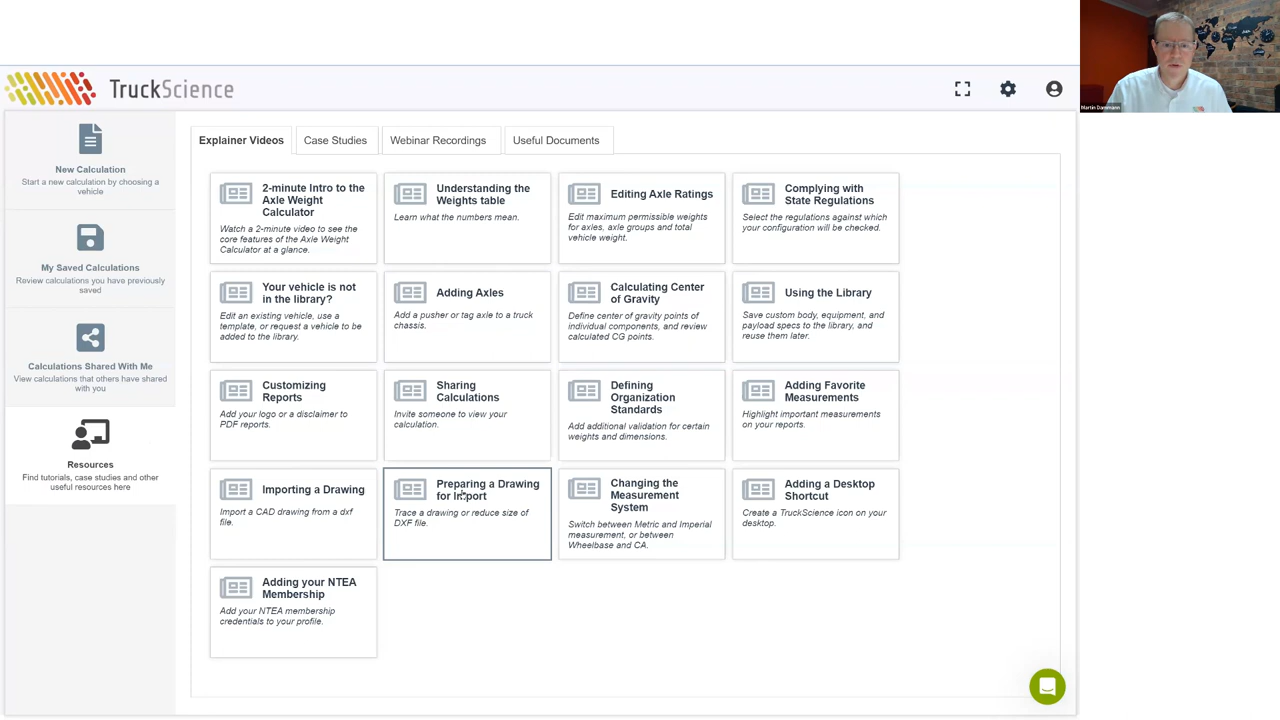 TruckScience
Martin Dammann
New Calculation
Start a new calculation by choosing a
vehicle
My Saved Calculations
Review calculations you have previously
saved
Calculations Shared With Me
View calculations that others have shared
with you
Resources
Find tutorials, case studies and other
useful resources here
Explainer Videos
Case Studies
Webinar Recordings
Useful Documents
2-minute Intro to the
Axle Weight
Calculator
Watch a 2-minute video to see the
core features of the Axle Weight
Calculator at a glance.
Understanding the
Weights table
Learn what the numbers mean.
Editing Axle Ratings
Edit maximum permissible weights
for axles, axle groups and total
vehicle weight.
Complying with
State Regulations
Select the regulations against which
your configuration will be checked.
Your vehicle is not
in the library?
Edit an existing vehicle, use a
template, or request a vehicle to be
added to the library.
Adding Axles
Add a pusher or tag axle to a truck
chassis.
Calculating Center
of Gravity
Define center of gravity points of
individual components, and review
calculated CG points.
Using the Library
Save custom body, equipment, and
payload specs to the library, and
reuse them later.
Customizing
Reports
Add your logo or a disclaimer to
PDF reports.
Sharing
Calculations
Invite someone to view your
calculation.
Defining
Organization
Standards
Add additional validation for certain
weights and dimensions.
Adding Favorite
Measurements
Highlight important measurements
on your reports.
Importing a Drawing
Import a CAD drawing from a dxf
file.
Preparing a Drawing
for Import
Trace a drawing or reduce size of
DXF file.
Changing the
Measurement
System
Switch between Metric and Imperial
measurement, or between
Wheelbase and CA.
Adding a Desktop
Shortcut
Create a TruckScience icon on your
desktop.
Adding your NTEA
Membership
Add your NTEA membership
credentials to your profile.